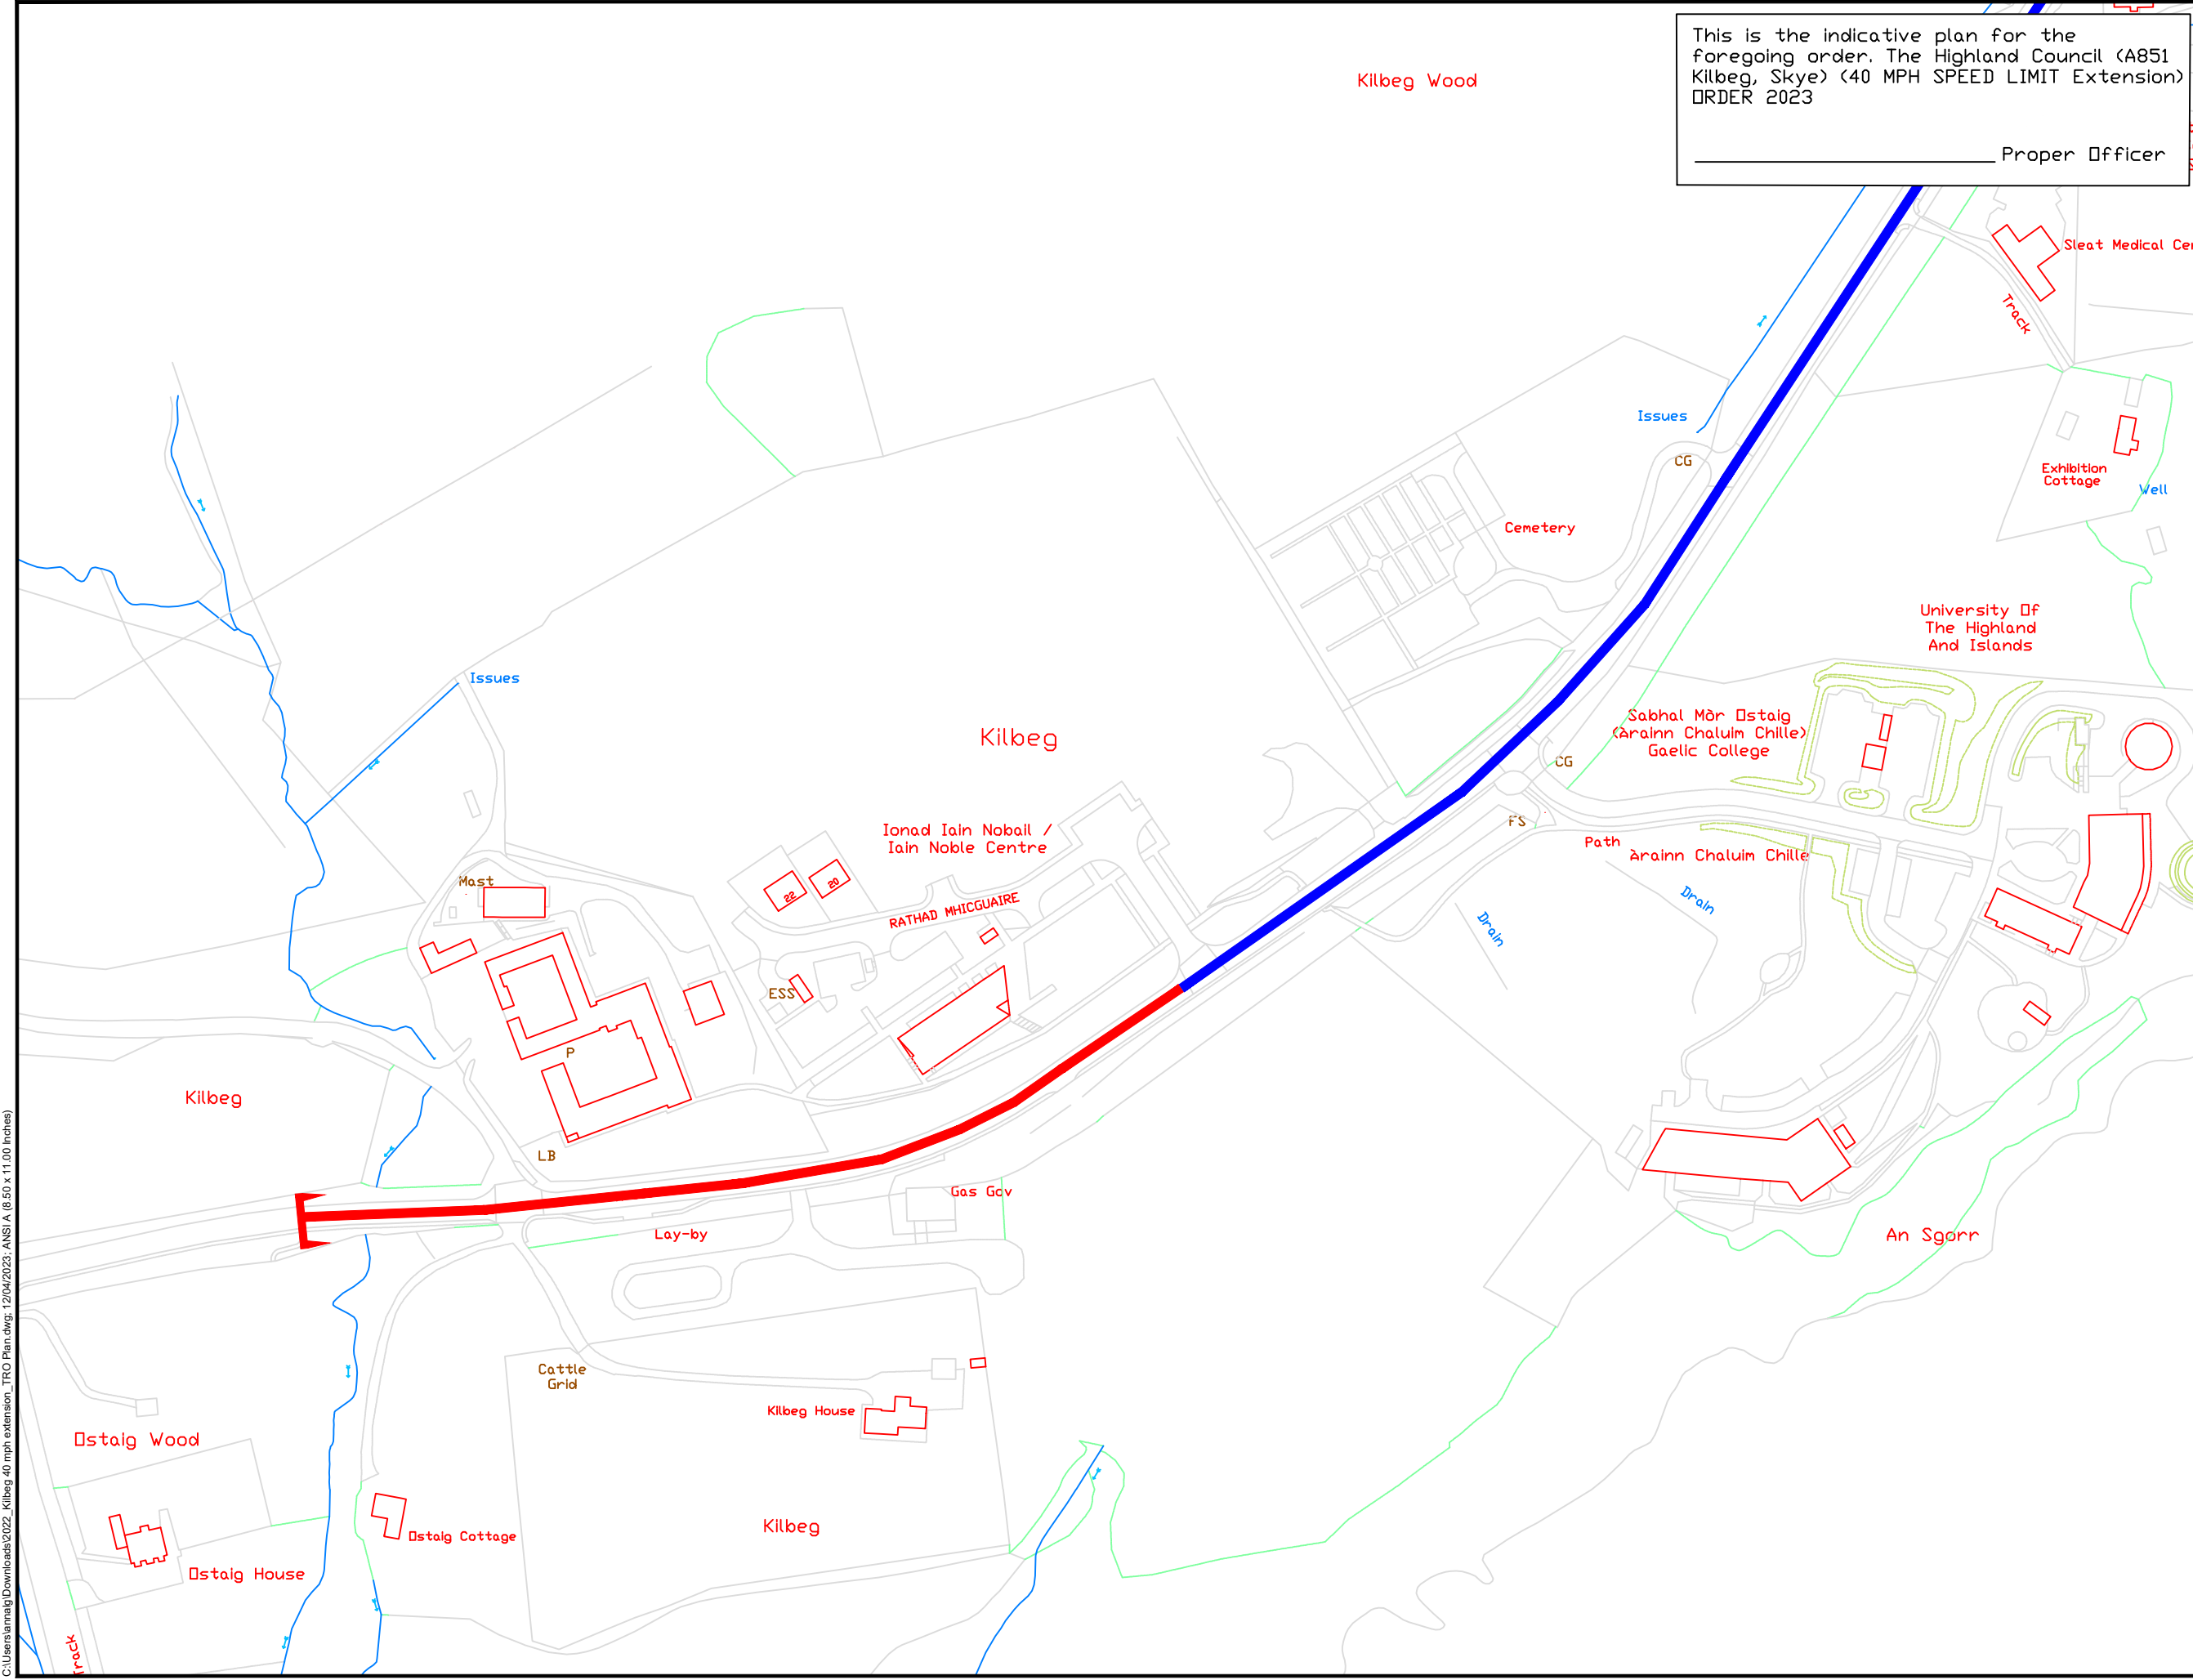 This is the indicative plan for the
foregoing order. The Highland Council (A851
Kilbeg, Skye) (40 MPH SPEED LIMIT Extension)
ORDER 2023
Proper Officer
Kilbeg Wood
Sleat Medical Cen
Track
Issues
CG
Exhibition
Cottage
Well
Cemetery
University Of
The Highland
And Islands
Issues
Kilbeg
Sabhal Mòr Ostaig
(Àrainn Chaluim Chille)
Gaelic College
CG
FS
Path
Àrainn Chaluim Chille
Ionad Iain Nobail /
Iain Noble Centre
Mast
22
20
RATHAD MHICGUAIRE
Drain
Drain
ESS
P
Kilbeg
LB
Gas Gov
Lay-by
An Sgorr
Cattle
Grid
Kilbeg House
Ostaig Wood
Kilbeg
Ostaig Cottage
Ostaig House
Track
C:\Users\annalg\Downloads\2022_Kilbeg 40 mph extension_TRO Plan.dwg; 12/04/2023; ANSI A (8.50 x 11.00 Inches)